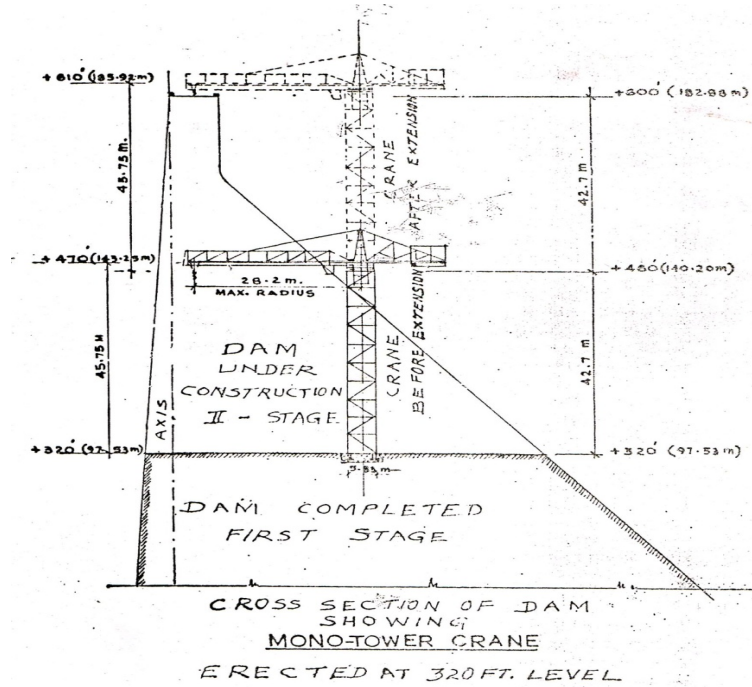 +610' (185.92m)
+600' (182.88 m)
45.75 m.
CRANE
AFTER EXTENSION
42.7 m
+470' (143.25m)
+460' (140.20m)
28.2 m.
MAX. RADIUS
45.75 M
DAM
UNDER
CONSTRUCTION
II - STAGE
CRANE
BEFORE EXTENSION
42.7 m
AXIS
+320' (97.53m)
+320' (97.53 m)
DAM COMPLETED
FIRST STAGE
CROSS SECTION OF DAM
SHOWING
MONO-TOWER CRANE
ERECTED AT 320 FT. LEVEL